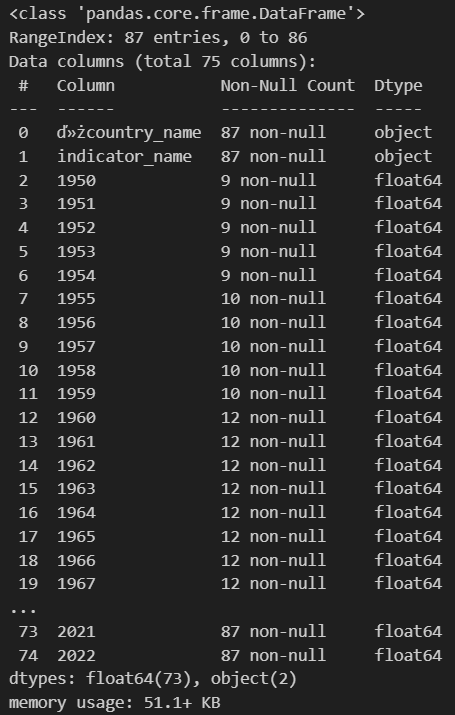 <class 'pandas.core.frame.DataFrame'>
RangeIndex: 87 entries, 0 to 86
Data columns (total 75 columns):
 #   Column           Non-Null Count  Dtype
---  ------           --------------  -----
 0   ď»żcountry_name  87 non-null     object
 1   indicator_name   87 non-null     object
 2   1950             9 non-null      float64
 3   1951             9 non-null      float64
 4   1952             9 non-null      float64
 5   1953             9 non-null      float64
 6   1954             9 non-null      float64
 7   1955             10 non-null     float64
 8   1956             10 non-null     float64
 9   1957             10 non-null     float64
 10  1958             10 non-null     float64
 11  1959             10 non-null     float64
 12  1960             12 non-null     float64
 13  1961             12 non-null     float64
 14  1962             12 non-null     float64
 15  1963             12 non-null     float64
 16  1964             12 non-null     float64
 17  1965             12 non-null     float64
 18  1966             12 non-null     float64
 19  1967             12 non-null     float64
...
 73  2021             87 non-null     float64
 74  2022             87 non-null     float64
dtypes: float64(73), object(2)
memory usage: 51.1+ KB